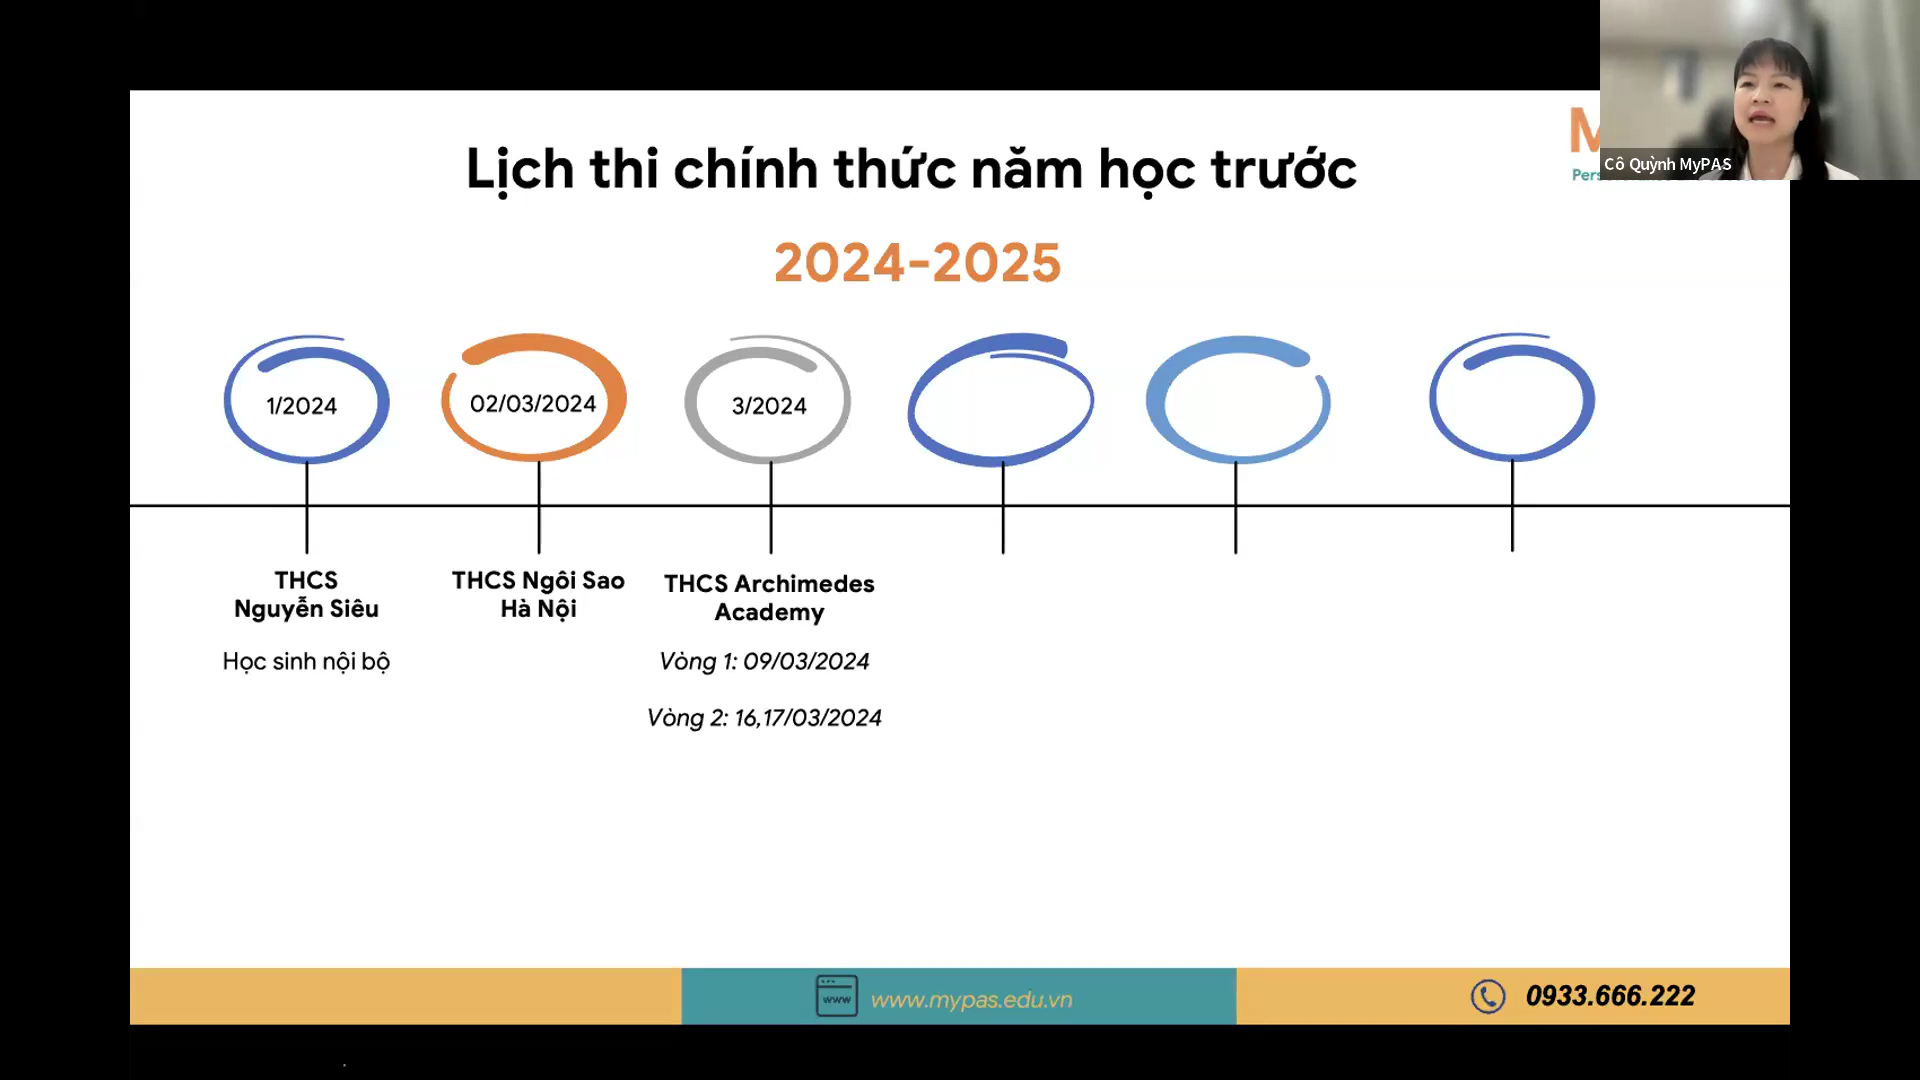 Lịch thi chính thức năm học trước
2024-2025
Cô Quỳnh MyPAS
1/2024
02/03/2024
3/2024
THCS
Nguyễn Siêu
Học sinh nội bộ
THCS Ngôi Sao
Hà Nội
THCS Archimedes
Academy
Vòng 1: 09/03/2024
Vòng 2: 16,17/03/2024
www
www.mypas.edu.vn
0933.666.222